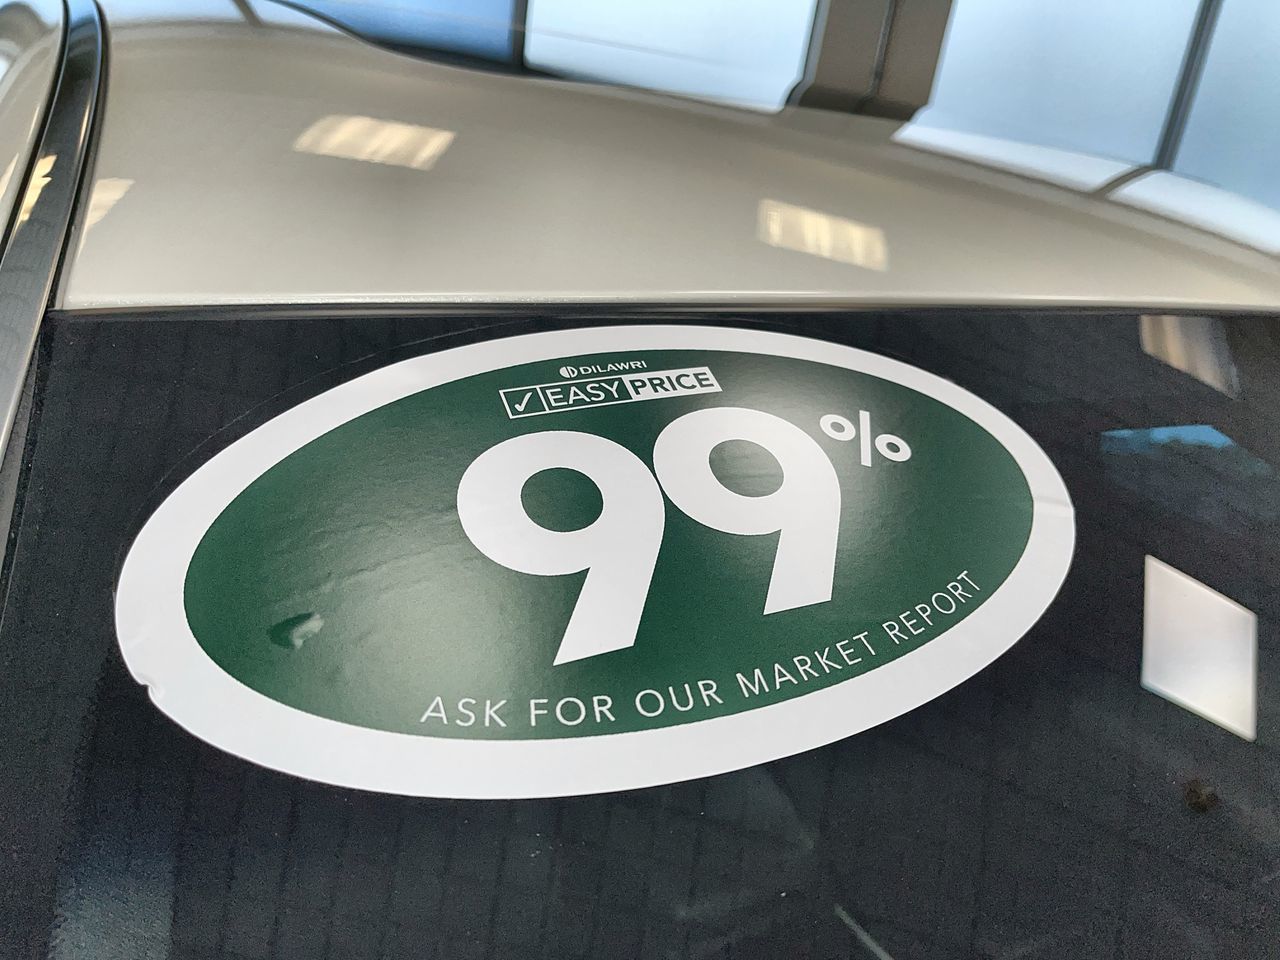 DILAWRI
✓ EASY PRICE
99%
ASK FOR OUR MARKET REPORT